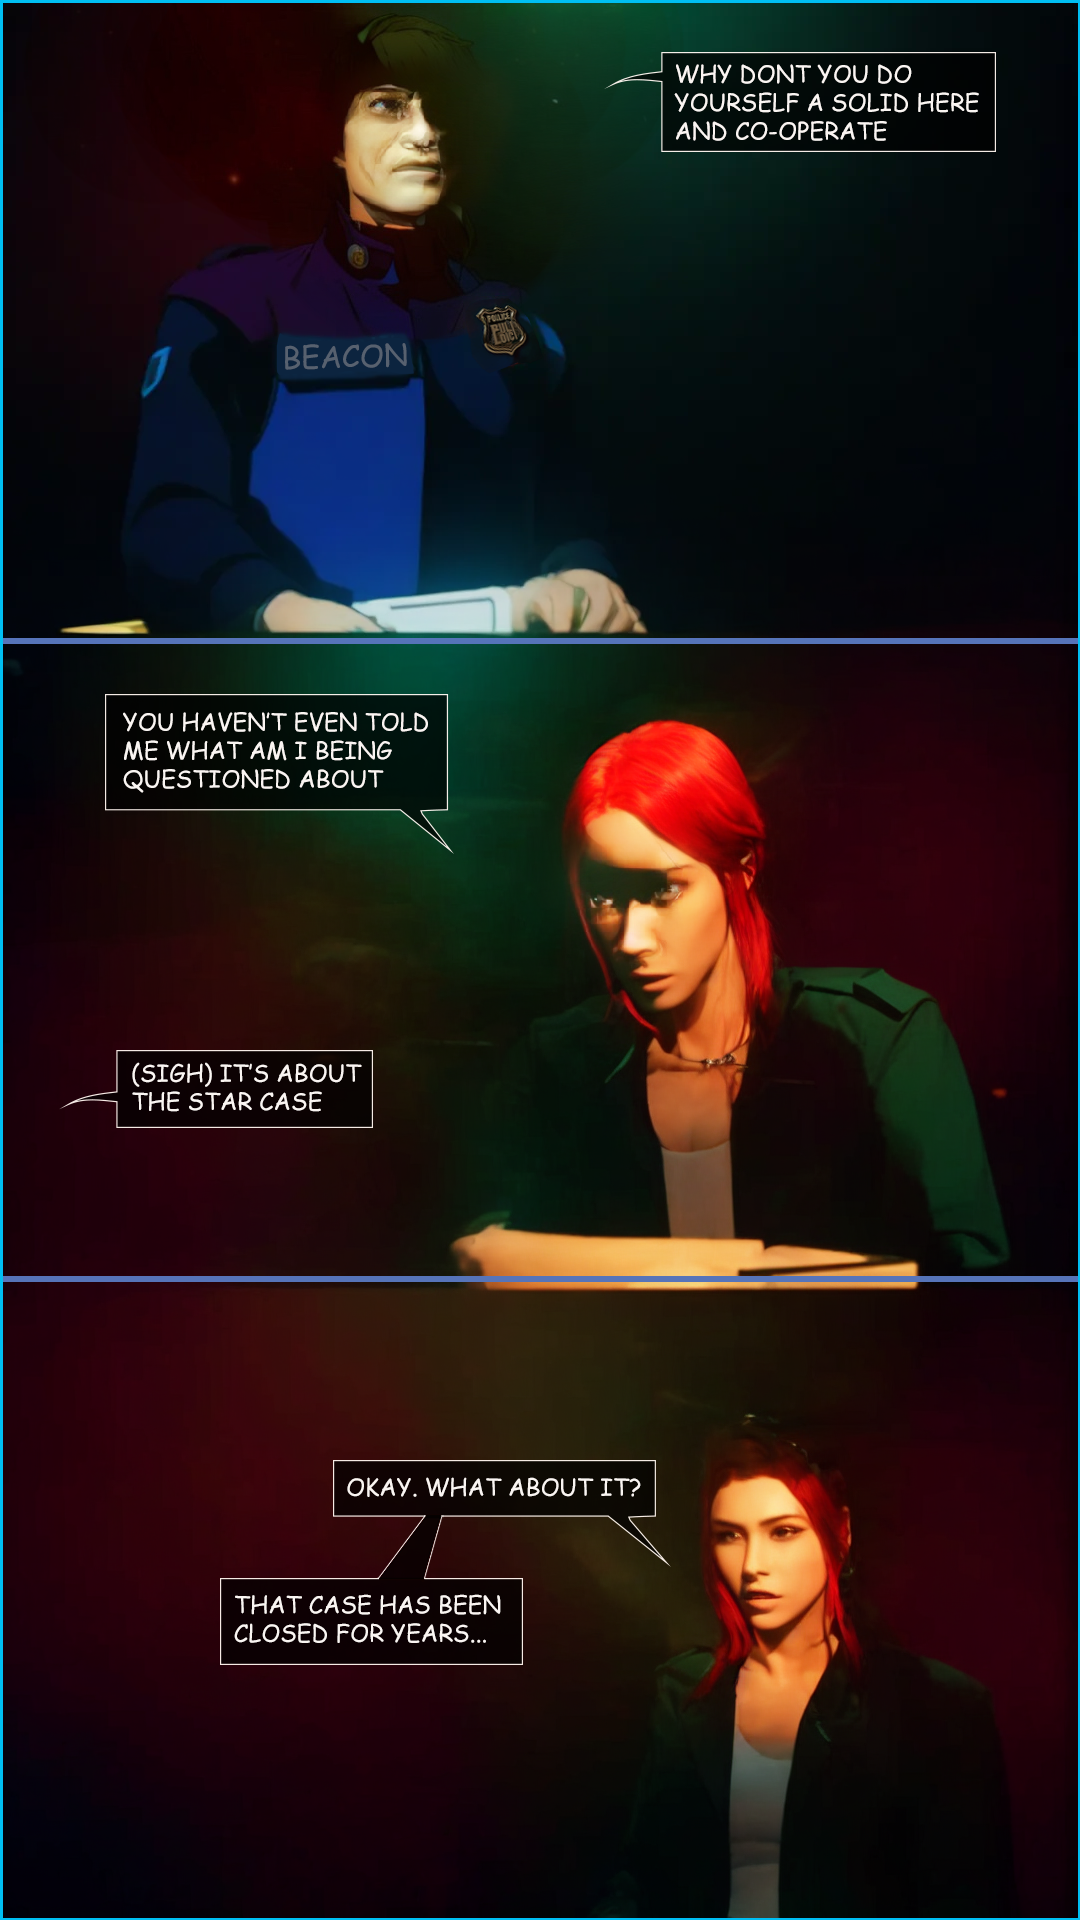 WHY DONT YOU DO
YOURSELF A SOLID HERE
AND CO-OPERATE
POLICE
BEACON
YOU HAVEN'T EVEN TOLD
ME WHAT AM I BEING
QUESTIONED ABOUT
(SIGH) IT'S ABOUT
THE STAR CASE
OKAY. WHAT ABOUT IT?
THAT CASE HAS BEEN
CLOSED FOR YEARS...